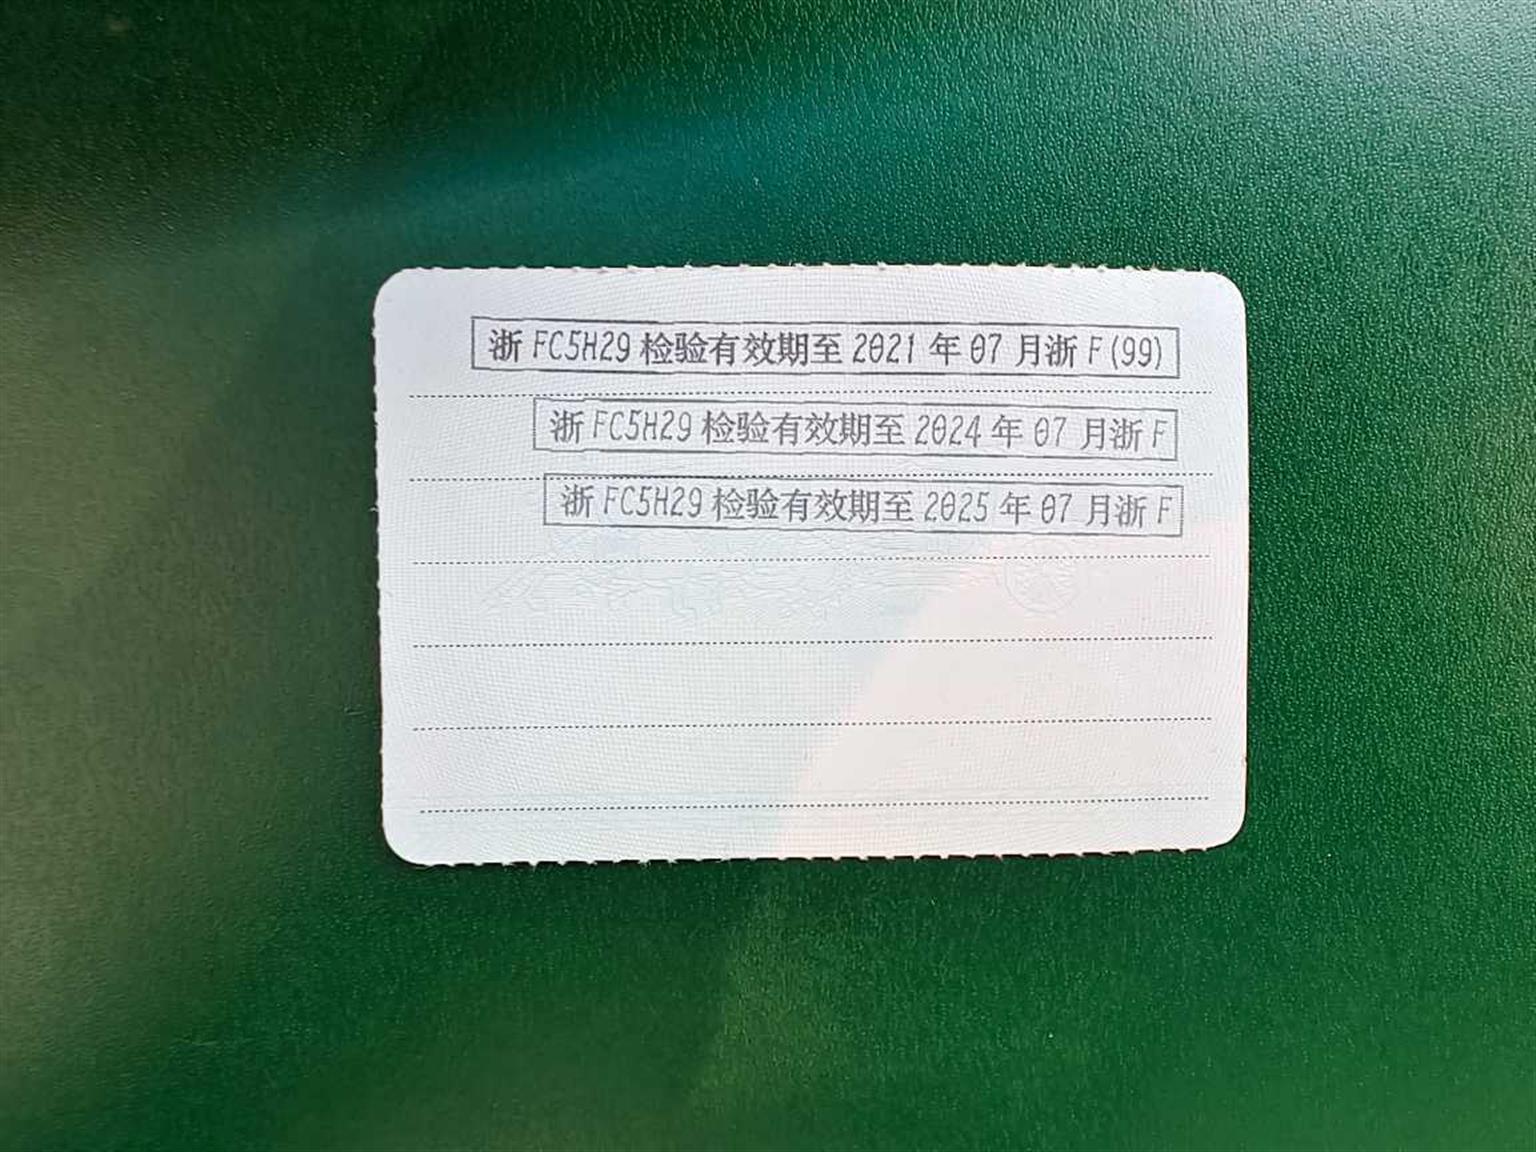 浙 FC5H29 检验有效期至 2021 年 07 月浙 F (99)
浙 FC5H29 检验有效期至 2024 年 07 月浙 F
浙 FC5H29 检验有效期至 2025 年 07 月浙 F